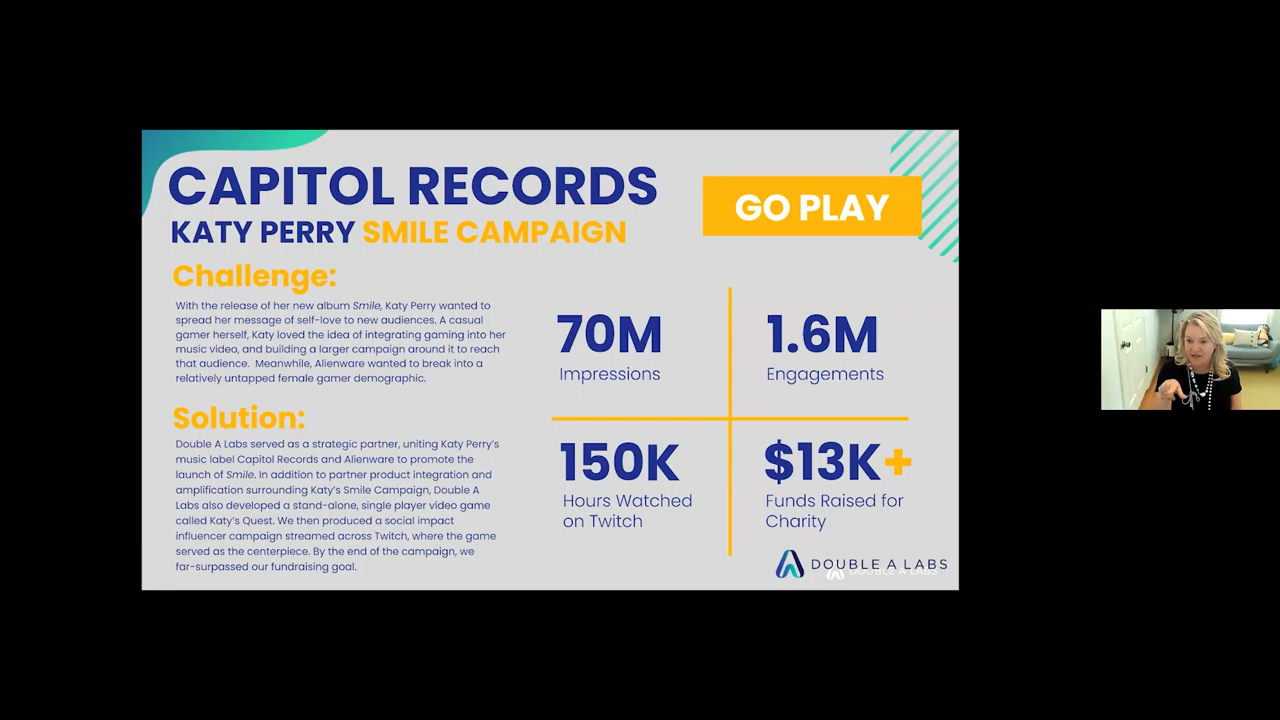 CAPITOL RECORDS
KATY PERRY SMILE CAMPAIGN
GO PLAY
Challenge:
With the release of her new album Smile, Katy Perry wanted to
spread her message of self-love to new audiences. A casual
gamer herself, Katy loved the idea of integrating gaming into her
music video, and building a larger campaign around it to reach
that audience. Meanwhile, Alienware wanted to break into a
relatively untapped female gamer demographic.
Solution:
Double A Labs served as a strategic partner, uniting Katy Perry's
music label Capitol Records and Alienware to promote the
launch of Smile. In addition to partner product integration and
amplification surrounding Katy's Smile Campaign, Double A
Labs also developed a stand-alone, single player video game
called Katy's Quest. We then produced a social impact
influencer campaign streamed across Twitch, where the game
served as the centerpiece. By the end of the campaign, we
far-surpassed our fundraising goal.
70M
Impressions
1.6M
Engagements
150K
Hours Watched
on Twitch
$13K+
Funds Raised for
Charity
DOUBLE A LABS
DOUBLE A LABS